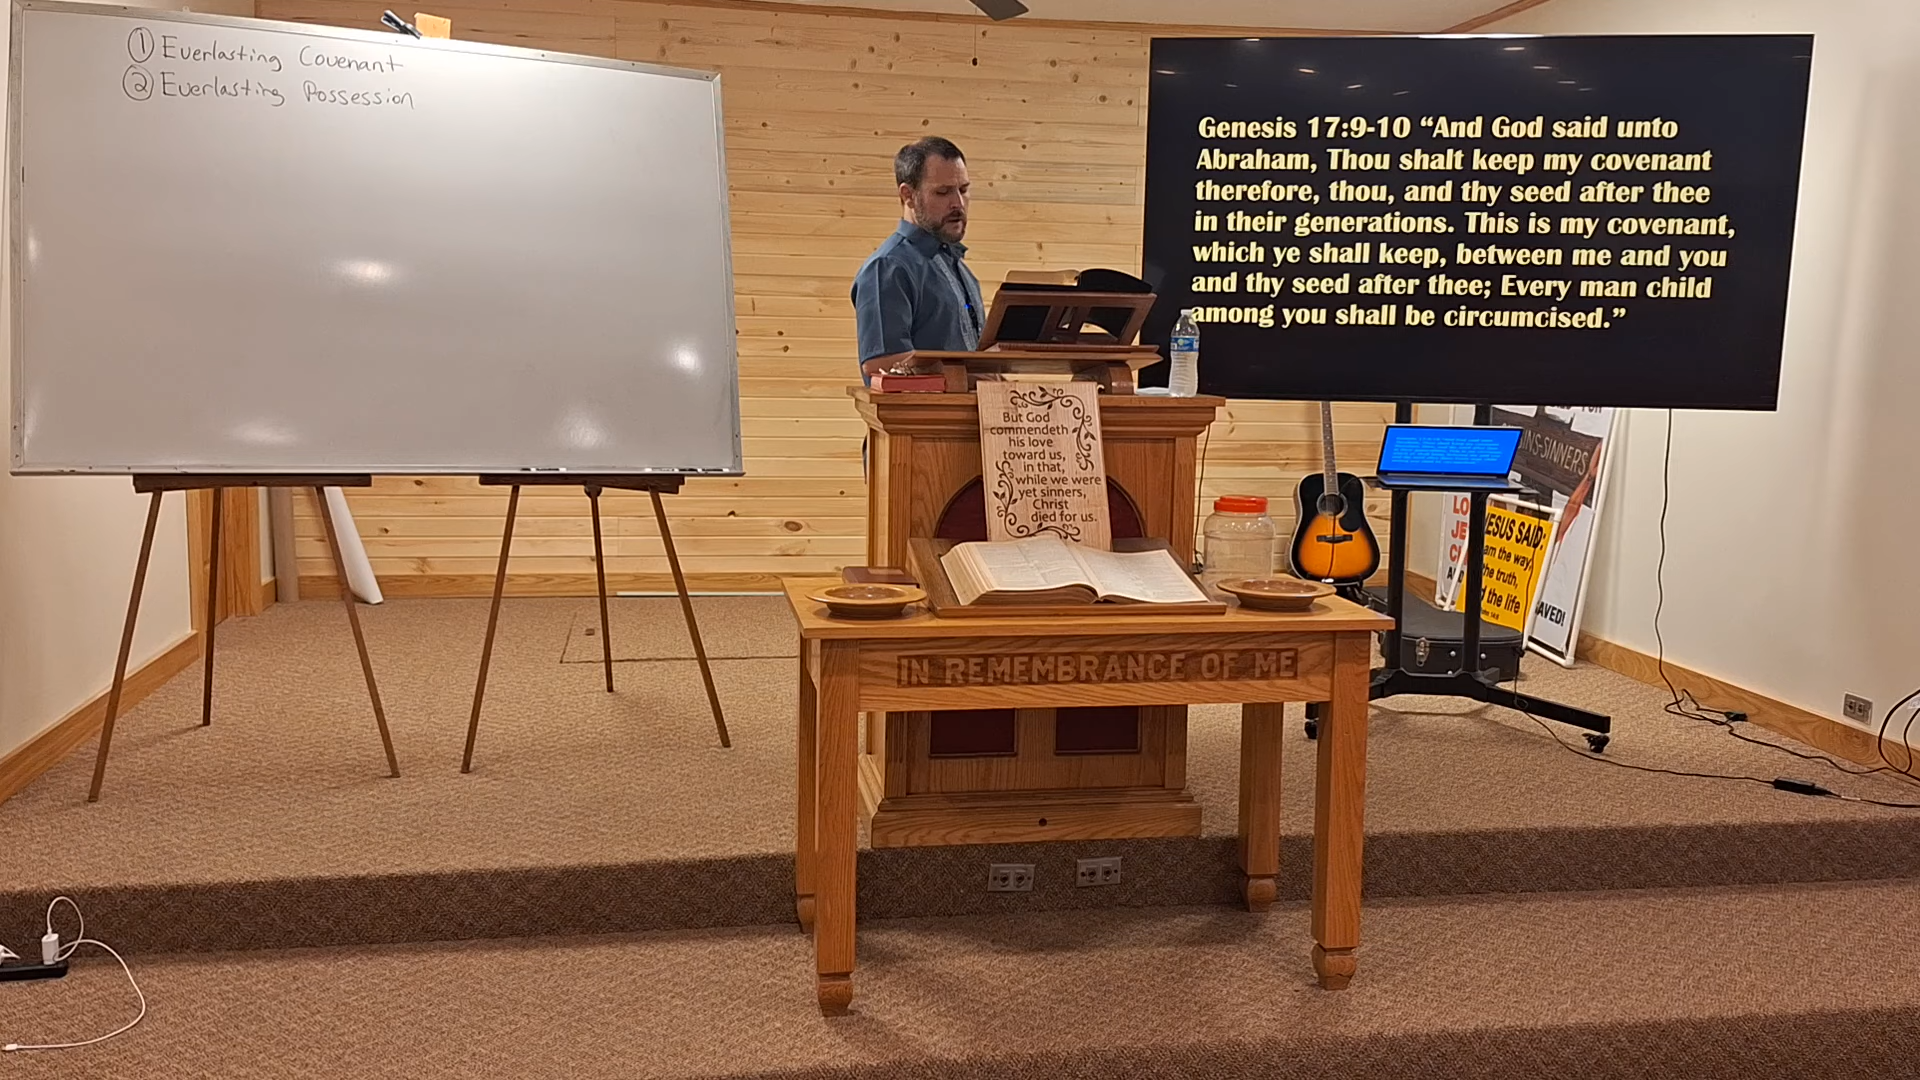 ① Everlasting Covenant
② Everlasting Possession
Genesis 17:9-10 “And God said unto
Abraham, Thou shalt keep my covenant
therefore, thou, and thy seed after thee
in their generations. This is my covenant,
which ye shall keep, between me and you
and thy seed after thee; Every man child
among you shall be circumcised.”
But God
commendeth
his love
toward us,
in that,
while we were
yet sinners,
Christ
died for us.
IN REMEMBRANCE OF ME
JESUS SAID:
am the way,
the truth,
the life
SINNERS